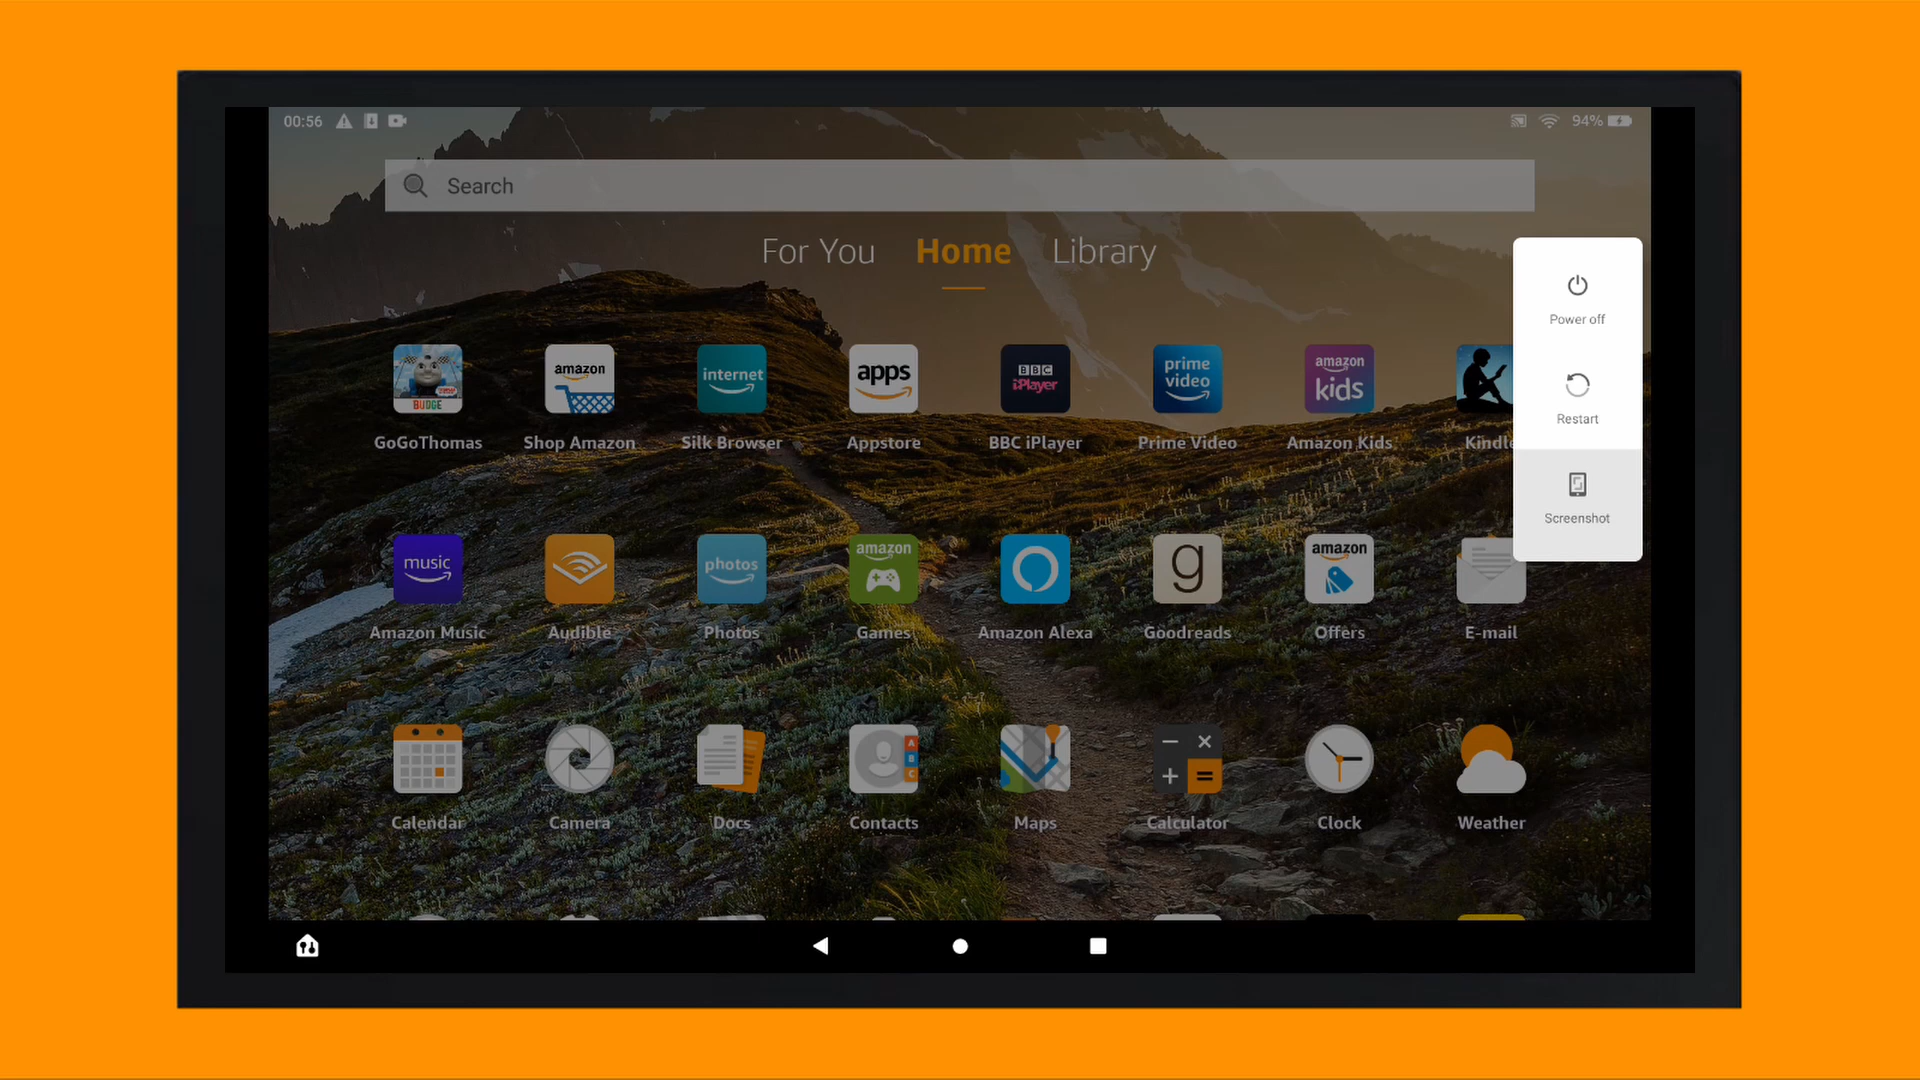 00:56
94%
Search
For You Home Library
Power off
Restart
Screenshot
BUDGE
amazon
internet
apps
BBC
iPlayer
prime video
amazon kids
GoGoThomas Shop Amazon Silk Browser Appstore BBC iPlayer Prime Video Amazon Kids Kindle
music
photos
amazon
g
amazon
Amazon Music Audible Photos Games Amazon Alexa Goodreads Offers E-mail
A
B
C
− ×
+ =
Calendar Camera Docs Contacts Maps Calculator Clock Weather